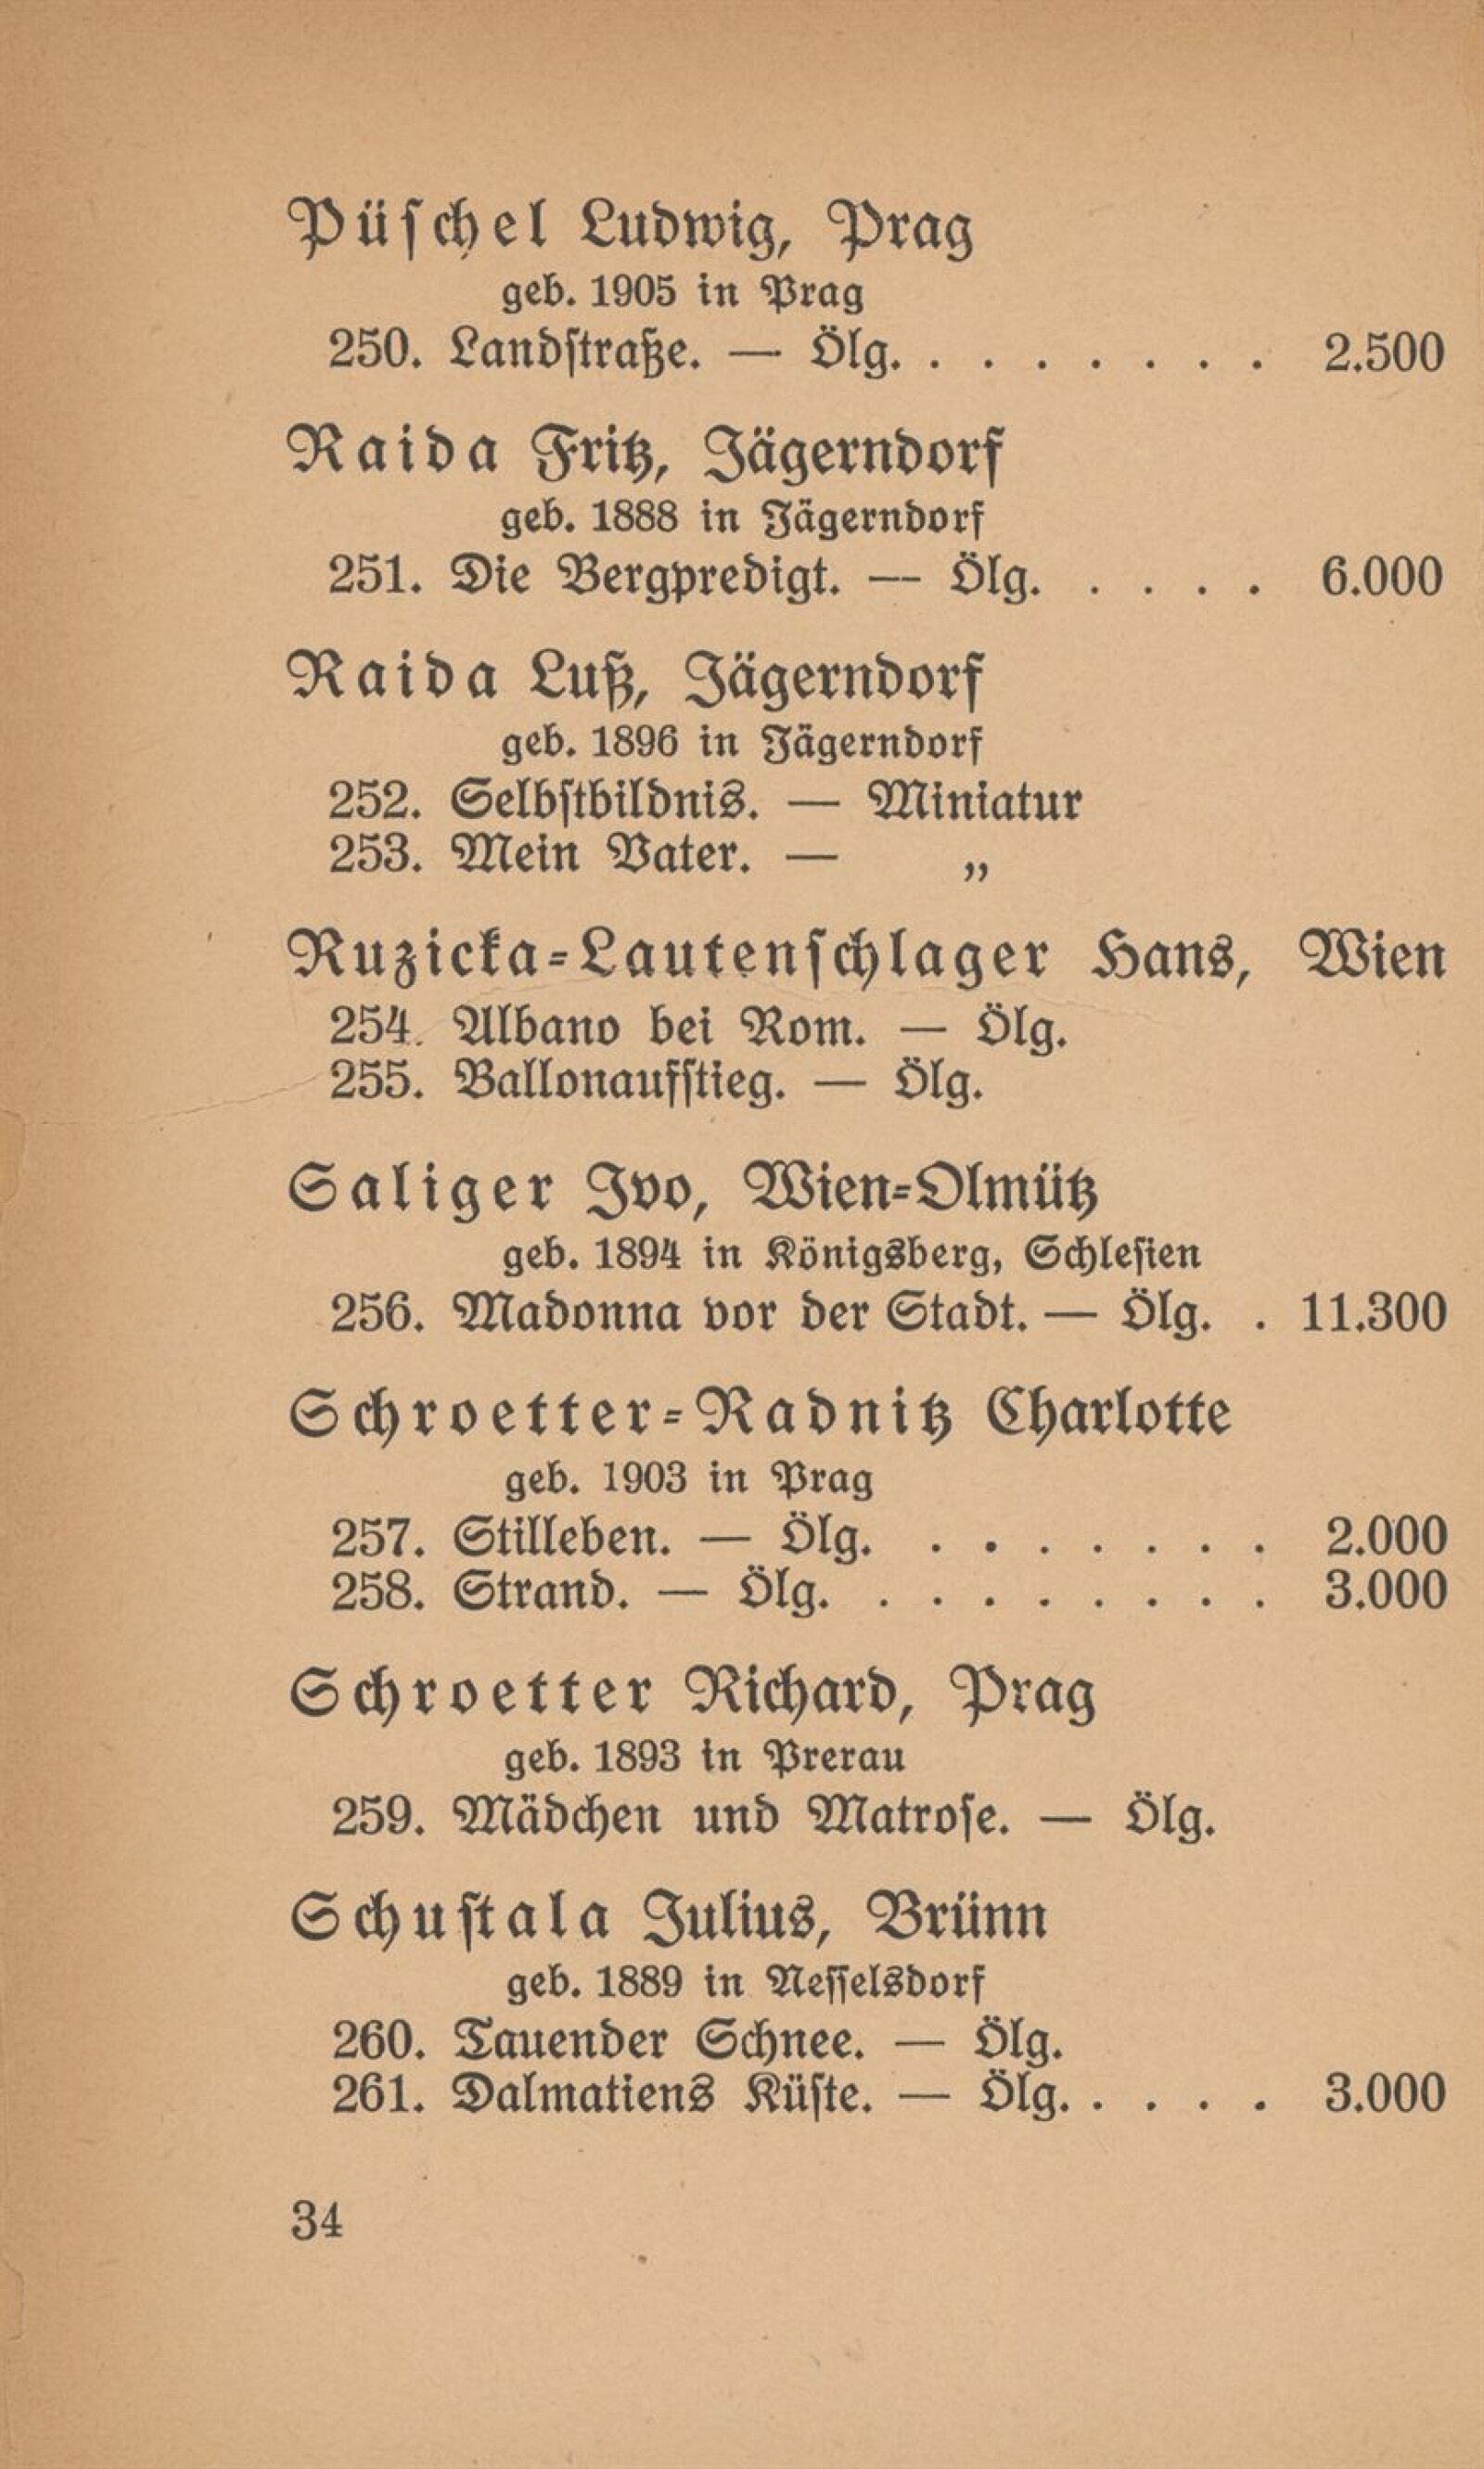 Püschel Ludwig, Prag
geb. 1905 in Prag
250. Landstraße. — Ölg. . . . . . . . 2.500
Raida Fritz, Jägerndorf
geb. 1888 in Jägerndorf
251. Die Bergpredigt. — Ölg. . . . . 6.000
Raida Luß, Jägerndorf
geb. 1896 in Jägerndorf
252. Selbstbildnis. — Miniatur
253. Mein Vater. — „
Ruzicka-Lautenschlager Hans, Wien
254. Albano bei Rom. — Ölg.
255. Ballonaufstieg. — Ölg.
Saliger Ivo, Wien-Olmütz
geb. 1894 in Königsberg, Schlesien
256. Madonna vor der Stadt. — Ölg. . 11.300
Schroetter-Radnitz Charlotte
geb. 1903 in Prag
257. Stilleben. — Ölg. . . . . . . . 2.000
258. Strand. — Ölg. . . . . . . . . 3.000
Schroetter Richard, Prag
geb. 1893 in Prerau
259. Mädchen und Matrose. — Ölg.
Schustala Julius, Brünn
geb. 1889 in Nesselsdorf
260. Tauender Schnee. — Ölg.
261. Dalmatiens Küste. — Ölg. . . . . 3.000
34